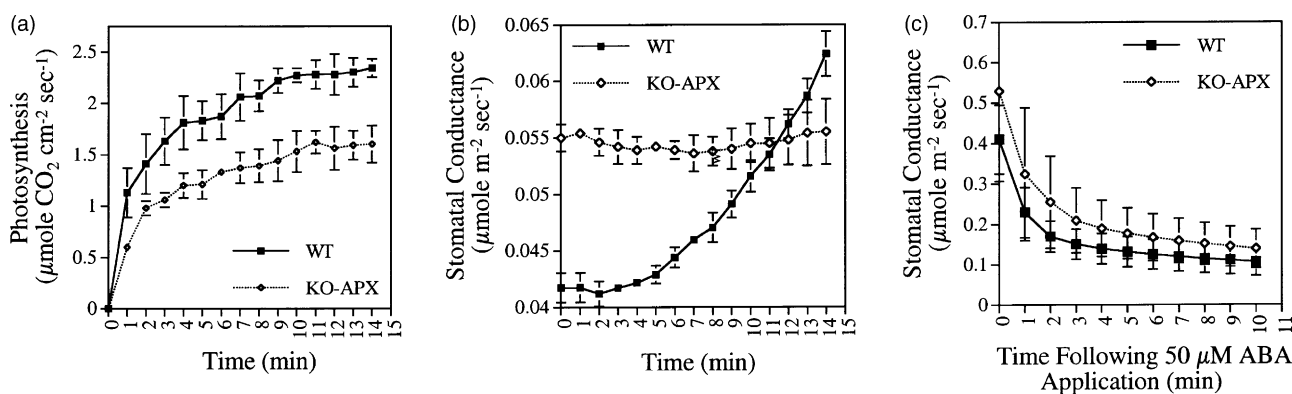 (a)
Photosynthesis
(μmole CO2 cm-2 sec-1)
2.5
2
1.5
1
0.5
0
WT
KO-APX
0 1 2 3 4 5 6 7 8 9 10 11 12 13 14 15
Time (min)
(b)
Stomatal Conductance
(μmole m-2 sec-1)
0.065
0.06
0.055
0.05
0.045
0.04
WT
KO-APX
0 1 2 3 4 5 6 7 8 9 10 11 12 13 14 15
Time (min)
(c)
Stomatal Conductance
(μmole m-2 sec-1)
0.7
0.6
0.5
0.4
0.3
0.2
0.1
0
WT
KO-APX
0 1 2 3 4 5 6 7 8 9 10 11
Time Following 50 μM ABA
Application (min)